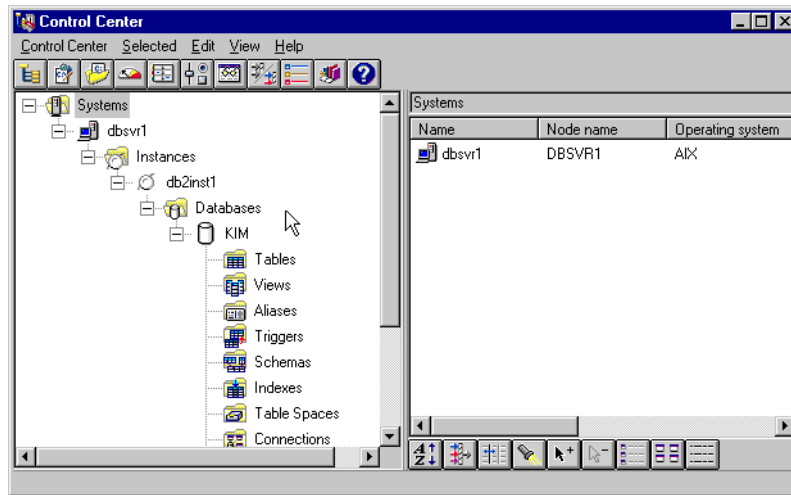 Control Center
Control Center Selected Edit View Help
Systems
dbsvr1
Instances
db2inst1
Databases
KIM
Tables
Views
Aliases
Triggers
Schemas
Indexes
Table Spaces
Connections
Systems
Name Node name Operating system
dbsvr1 DBSVR1 AIX